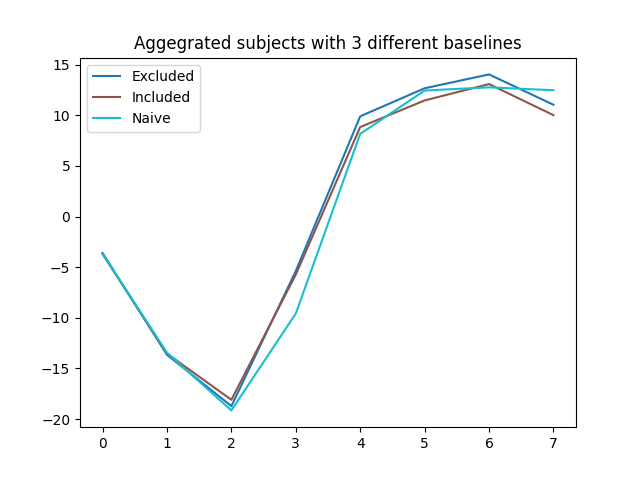 Aggegrated subjects with 3 different baselines
15
10
5
0
−5
−10
−15
−20
Excluded
Included
Naive
0 1 2 3 4 5 6 7